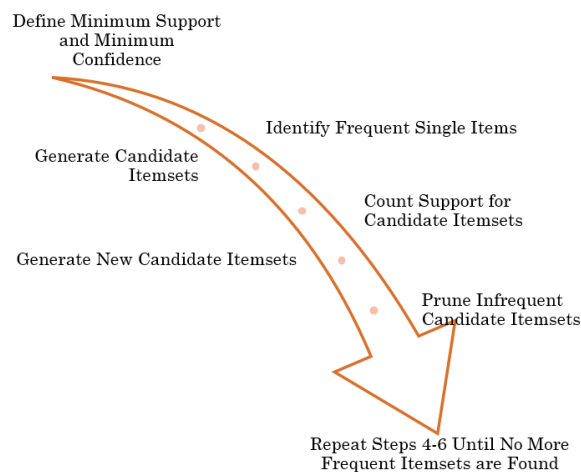 Define Minimum Support
and Minimum
Confidence
Identify Frequent Single Items
Generate Candidate
Itemsets
Count Support for
Candidate Itemsets
Generate New Candidate Itemsets
Prune Infrequent
Candidate Itemsets
Repeat Steps 4-6 Until No More
Frequent Itemsets are Found